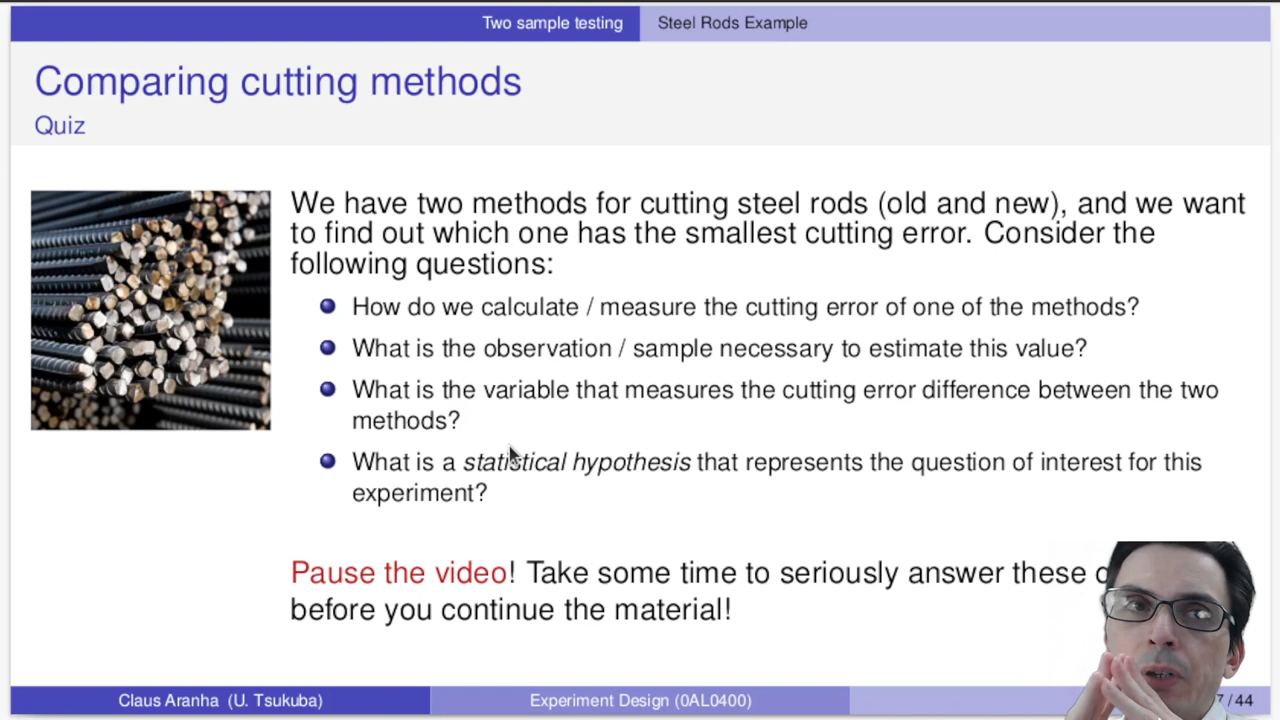 Two sample testing Steel Rods Example
Comparing cutting methods
Quiz
We have two methods for cutting steel rods (old and new), and we want
to find out which one has the smallest cutting error. Consider the
following questions:
How do we calculate / measure the cutting error of one of the methods?
What is the observation / sample necessary to estimate this value?
What is the variable that measures the cutting error difference between the two
methods?
What is a statistical hypothesis that represents the question of interest for this
experiment?
Pause the video! Take some time to seriously answer these
before you continue the material!
Claus Aranha (U. Tsukuba) Experiment Design (0AL0400) 7 / 44